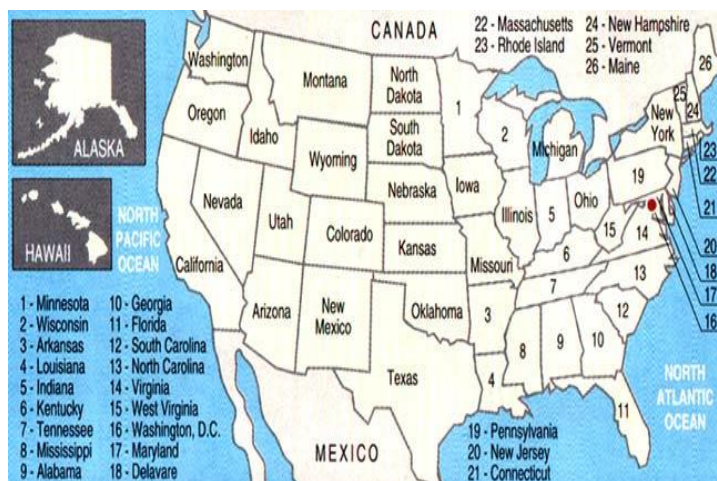 CANADA
22 - Massachusetts
23 - Rhode Island
24 - New Hampshire
25 - Vermont
26 - Maine
Washington
Montana
North
Dakota
1
26
Oregon
Idaho
South
Dakota
2
Michigan
New
York
25
24
ALASKA
Wyoming
23
Nebraska
Iowa
19
22
Nevada
Utah
Colorado
Illinois
5
Ohio
21
HAWAII
NORTH
PACIFIC
OCEAN
Kansas
Missouri
15
14
20
California
6
18
Arizona
New
Mexico
Oklahoma
7
13
17
3
12
16
1 - Minnesota
2 - Wisconsin
3 - Arkansas
4 - Louisiana
5 - Indiana
6 - Kentucky
7 - Tennessee
8 - Mississippi
9 - Alabama
10 - Georgia
11 - Florida
12 - South Carolina
13 - North Carolina
14 - Virginia
15 - West Virginia
16 - Washington, D.C.
17 - Maryland
18 - Delaware
Texas
4
8
9
10
11
NORTH
ATLANTIC
OCEAN
MEXICO
19 - Pennsylvania
20 - New Jersey
21 - Connecticut